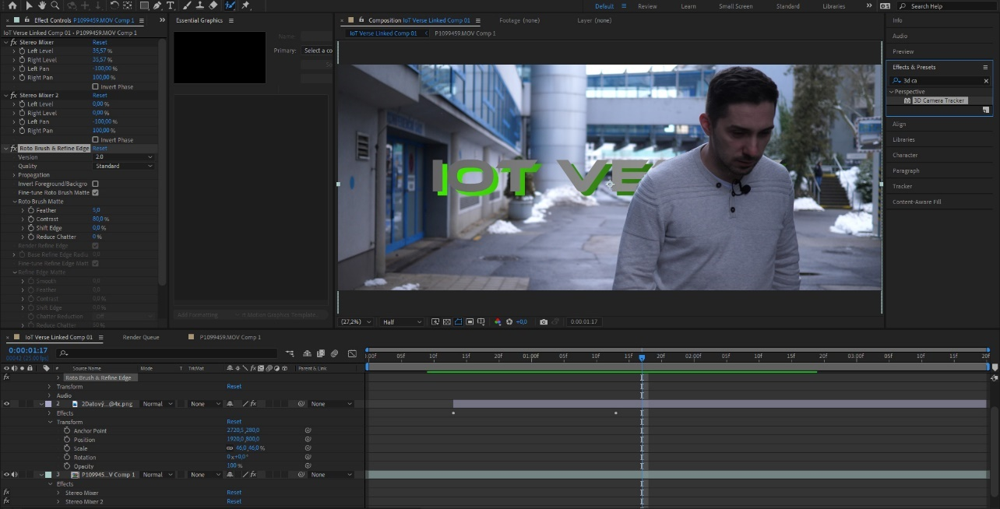 Default
Review
Learn
Small Screen
Standard
Libraries
Search Help
Effect Controls P1099459.MOV Comp 1
IoT Verse Linked Comp 01 • P1099459.MOV Comp 1
Stereo Mixer Reset
Left Level 35,57 %
Right Level 35,57 %
Left Pan -100,00 %
Right Pan 100,00 %
Invert Phase
Stereo Mixer 2 Reset
Left Level 0,00 %
Right Level 0,00 %
Left Pan -100,00 %
Right Pan 100,00 %
Invert Phase
Roto Brush & Refine Edge Reset
Version 2.0
Quality Standard
Propagation
Invert Foreground/Backgro
Fine-tune Roto Brush Matte
Roto Brush Matte
Feather 5,0
Contrast 80,0 %
Shift Edge 0,0 %
Reduce Chatter 0 %
Render Refine Edge
Base Refine Edge Radiu 0,0
Fine-tune Refine Edge Matt
Refine Edge Matte
Smooth 0,0
Feather 0,0
Contrast 0,0 %
Shift Edge 0,0 %
Chatter Reduction Off
Reduce Chatter 50 %
Essential Graphics
Name:
Primary: Select a co
Add Formatting
Motion Graphics Template...
Composition IoT Verse Linked Comp 01
Footage (none)
Layer (none)
IoT Verse Linked Comp 01 P1099459.MOV Comp 1
IOT VE
(27,2%)
Half
+0,0
0:00:01:17
Info
Audio
Preview
Effects & Presets
3d ca
Perspective
3D Camera Tracker
Align
Libraries
Character
Paragraph
Tracker
Content-Aware Fill
IoT Verse Linked Comp 01
Render Queue
P1099459.MOV Comp 1
0:00:01:17
00042 (25.00 fps)
# Source Name Mode T TrkMat Parent & Link
:00F 05f 10f 15f 20f 01:00F 05f 10f 15f 20f 02:00F 05f 10f 15f 20f 03:00F 05f 10f 15f 20f
fx Roto Brush & Refine Edge
Transform Reset
Audio
2 2Datový...@4x.png Normal None None
Effects
Transform Reset
Anchor Point 2720,5,280,0
Position 1920,0,800,0
Scale 46,0,46,0 %
Rotation 0x+0,0°
Opacity 100 %
3 P109945...V Comp 1 Normal None None
Effects
fx Stereo Mixer Reset
fx Stereo Mixer 2 Reset